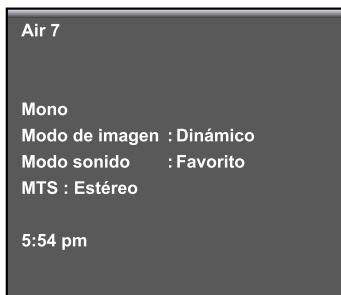 Air 7
Mono
Modo de imagen : Dinámico
Modo sonido : Favorito
MTS : Estéreo
5:54 pm